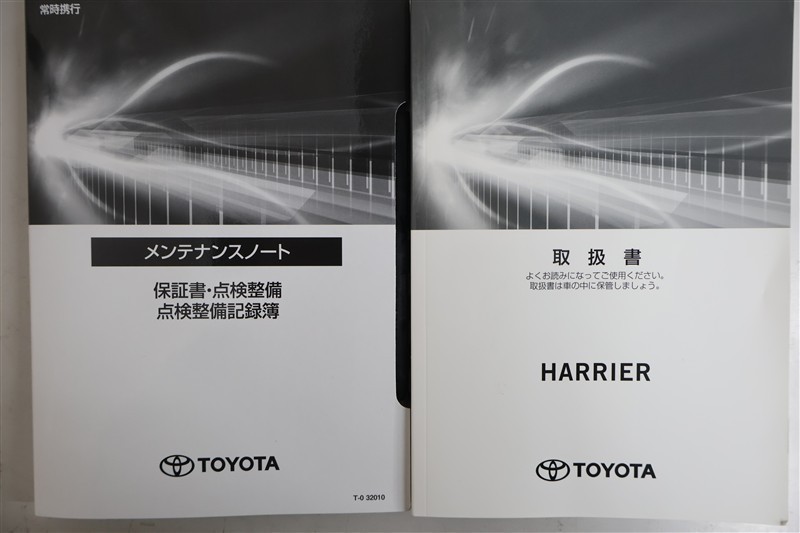 常時携行
メンテナンスノート
保証書・点検整備
点検整備記録簿
TOYOTA
T-0 32010
取扱書
よくお読みになってご使用ください。
取扱書は車の中に保管しましょう。
HARRIER
TOYOTA